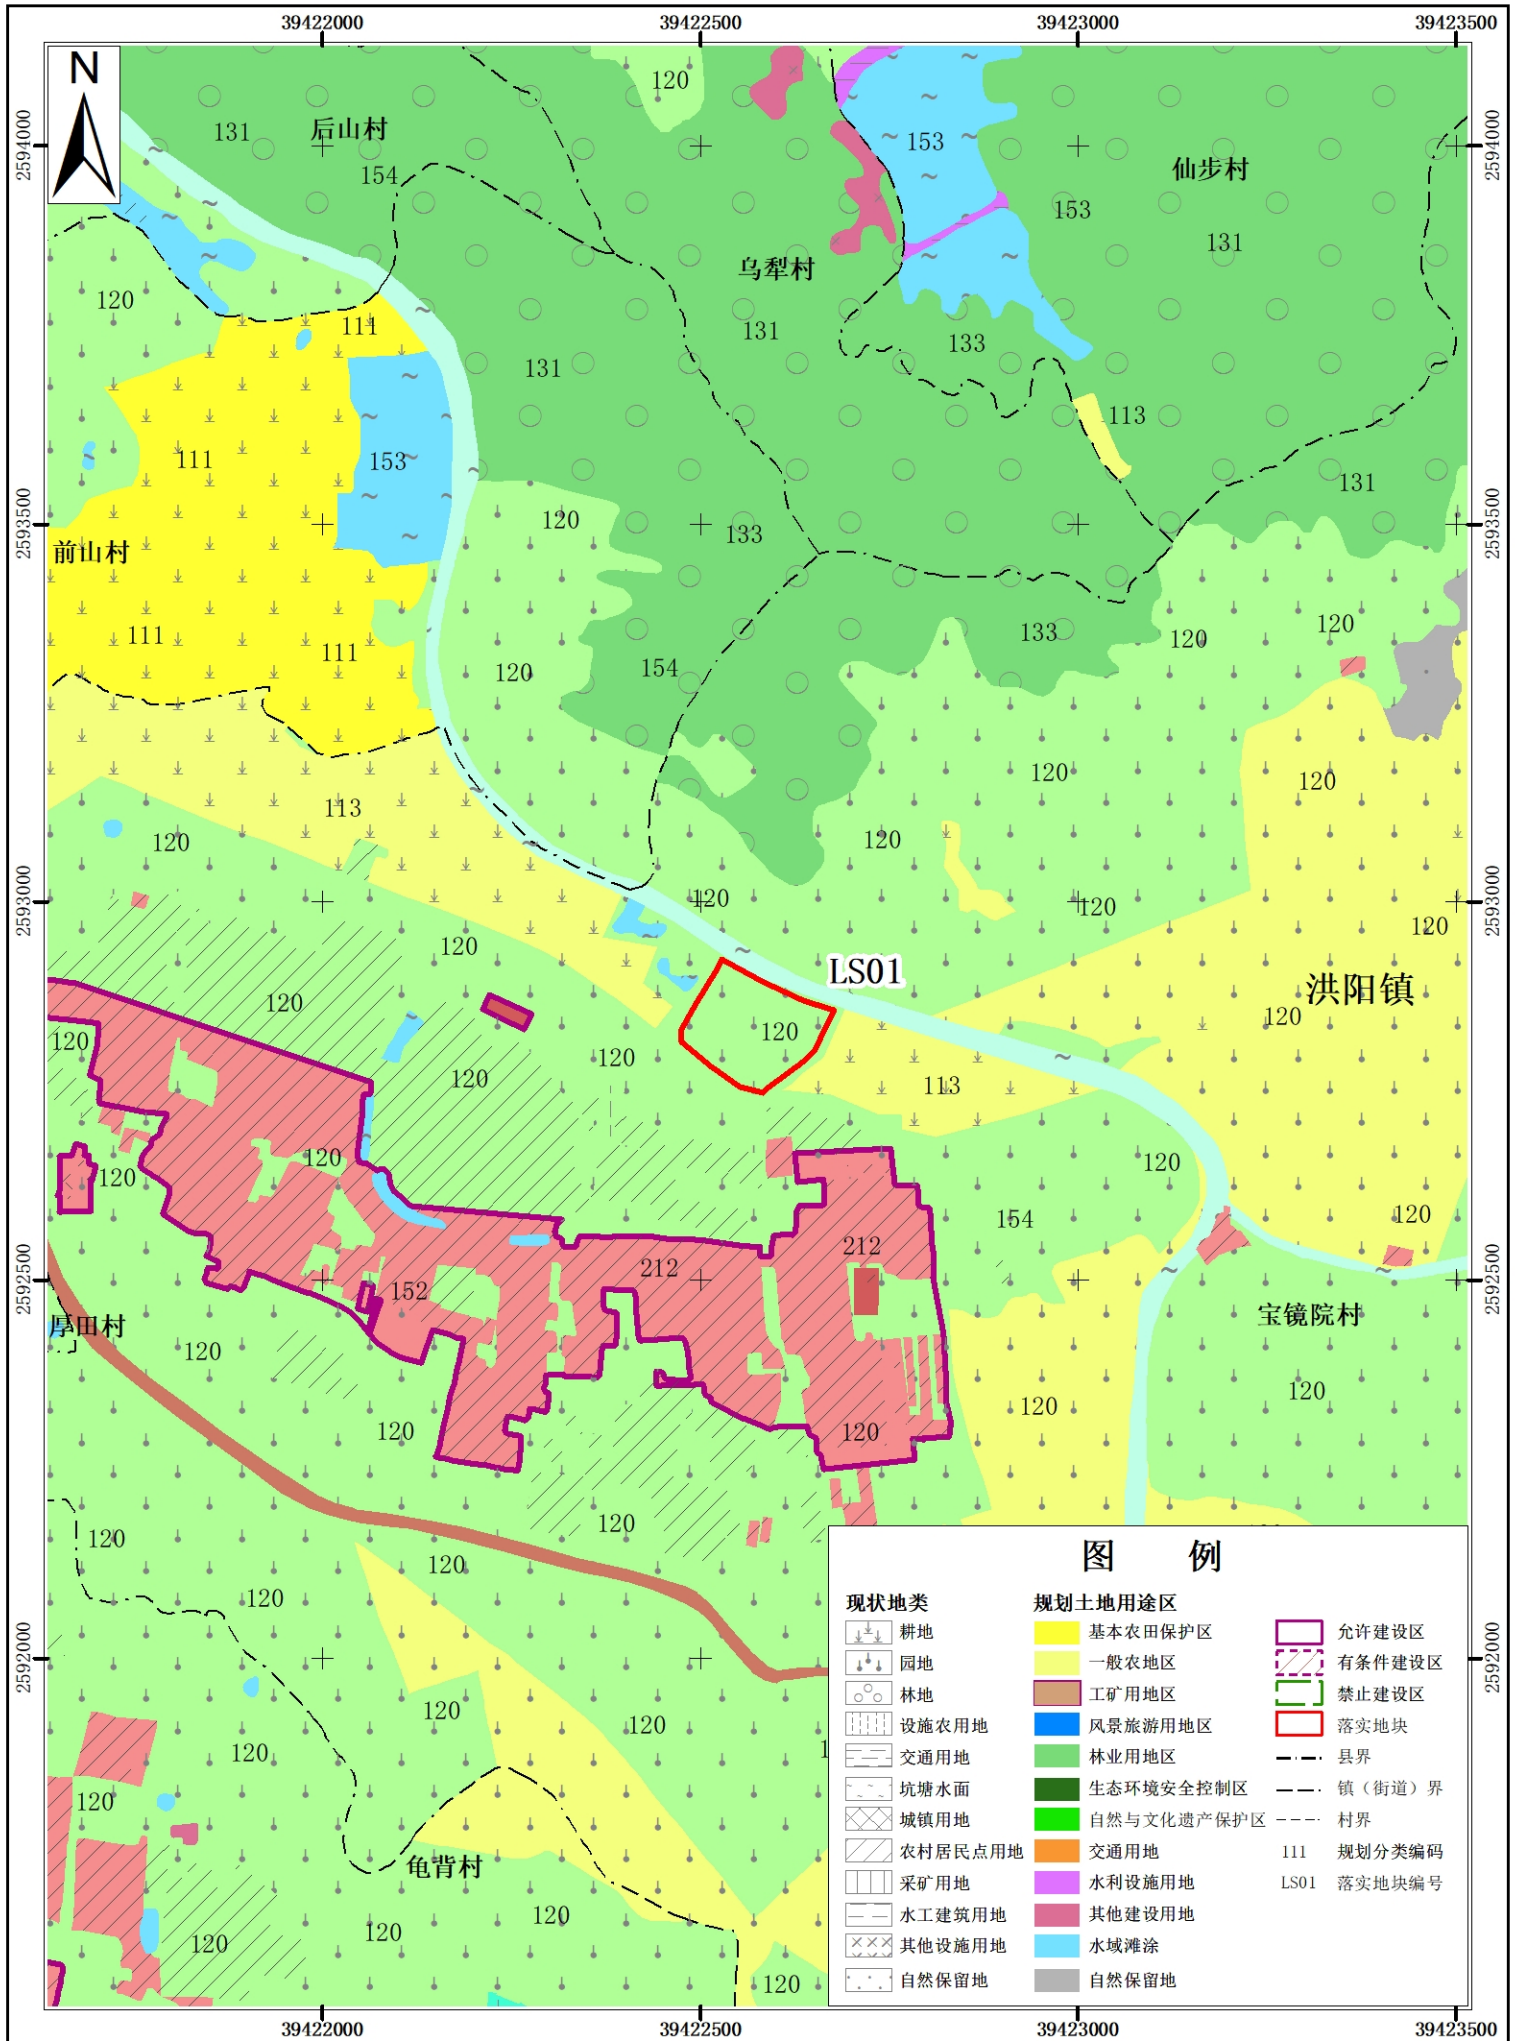 39422000 39422500 39423000 39423500
N
2594000 2594000
120
131
后山村
154
153
仙步村
153
131
乌犁村
120
111
131
133
131
113
111
153
131
120
133
2593500 2593500
前山村
111
111
120
154
133
120
120
113
120
120
120
120
2593000 2593000
120
120
120
120
LS01
洪阳镇
120
120
120
120
120
120
113
120
120
120
154
120
212
212
152
2592500 2592500
厚田村
宝镜院村
120
120
120
120
120
120
120
120
120
120
120
120
龟背村
120
120
120
120
2592000 2592000
图 例
现状地类
耕地
园地
林地
设施农用地
交通用地
坑塘水面
城镇用地
农村居民点用地
采矿用地
水工建筑用地
其他设施用地
自然保留地
规划土地用途区
基本农田保护区
一般农地区
工矿用地区
风景旅游用地区
林业用地区
生态环境安全控制区
自然与文化遗产保护区
交通用地
水利设施用地
其他建设用地
水域滩涂
自然保留地
允许建设区
有条件建设区
禁止建设区
落实地块
县界
镇（街道）界
村界
111 规划分类编码
LS01 落实地块编号
39422000 39422500 39423000 39423500